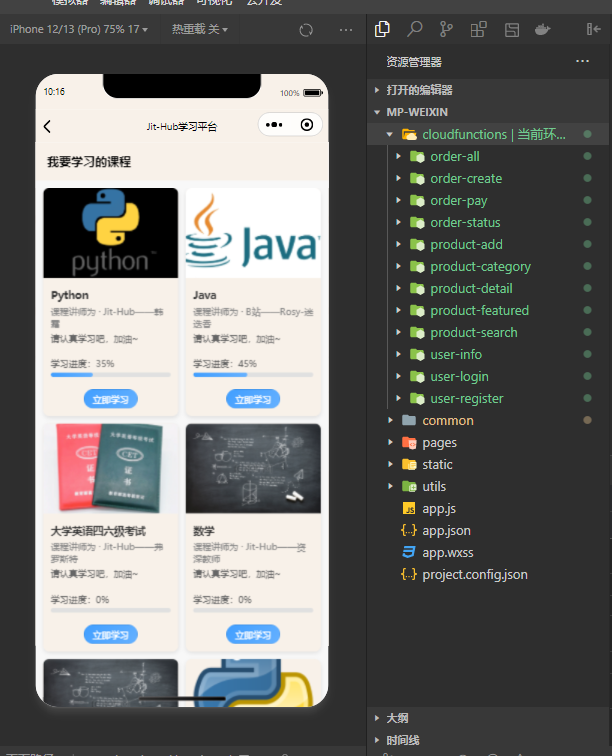 模拟器 编辑器 调试器 可视化 云开发
iPhone 12/13 (Pro) 75% 17
热重载 关
10:16
100%
Jit-Hub学习平台
我要学习的课程
python
Python
课程讲师为 · Jit-Hub——韩
露
请认真学习吧，加油~
学习进度：35%
立即学习
Java
Java
课程讲师为 · B站——Rosy-迷
迭香
请认真学习吧，加油~
学习进度：45%
立即学习
证
书
证
书
大学英语四六级考试
课程讲师为 · Jit-Hub——弗
罗斯特
请认真学习吧，加油~
学习进度：0%
立即学习
数学
课程讲师为 · Jit-Hub——资
深教师
请认真学习吧，加油~
学习进度：0%
立即学习
资源管理器
打开的编辑器
MP-WEIXIN
cloudfunctions | 当前环...
order-all
order-create
order-pay
order-status
product-add
product-category
product-detail
product-featured
product-search
user-info
user-login
user-register
common
pages
static
utils
JS
app.js
app.json
app.wxss
project.config.json
大纲
时间线